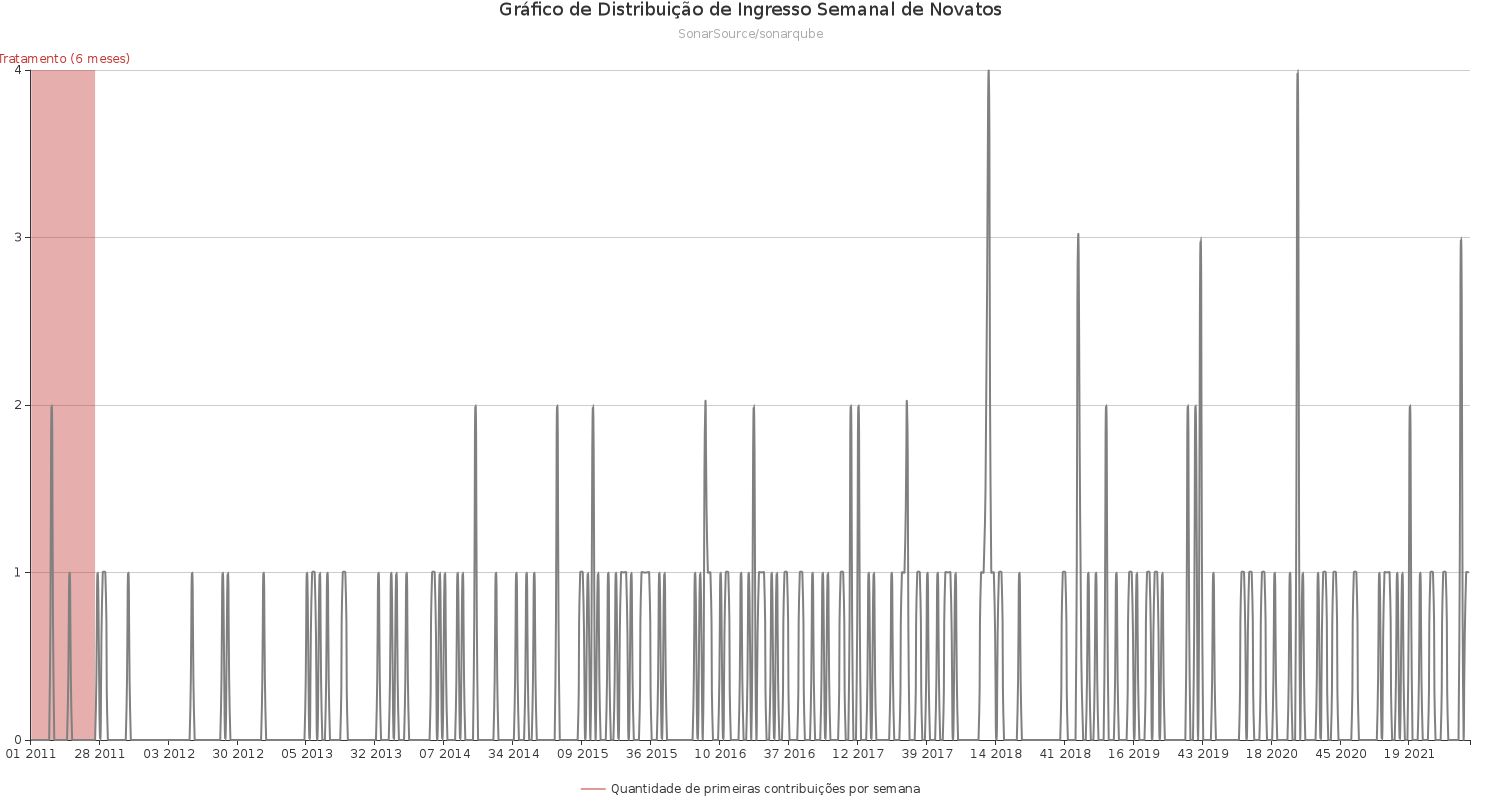 Gráfico de Distribuição de Ingresso Semanal de Novatos
SonarSource/sonarqube
Tratamento (6 meses)
4
3
2
1
0
01 2011 28 2011 03 2012 30 2012 05 2013 32 2013 07 2014 34 2014 09 2015 36 2015 10 2016 37 2016 12 2017 39 2017 14 2018 41 2018 16 2019 43 2019 18 2020 45 2020 19 2021
Quantidade de primeiras contribuições por semana